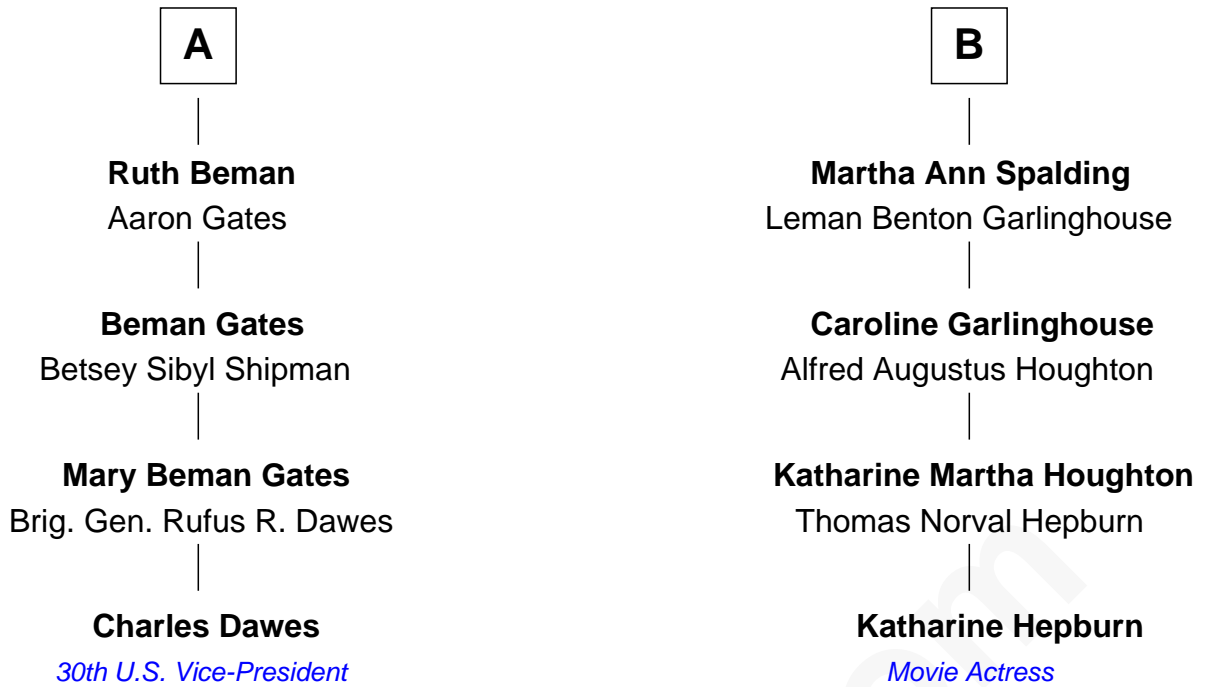 A
B
Ruth Beman
Aaron Gates
Martha Ann Spalding
Leman Benton Garlinghouse
Beman Gates
Betsey Sibyl Shipman
Caroline Garlinghouse
Alfred Augustus Houghton
Mary Beman Gates
Brig. Gen. Rufus R. Dawes
Katharine Martha Houghton
Thomas Norval Hepburn
Charles Dawes
30th U.S. Vice-President
Katharine Hepburn
Movie Actress